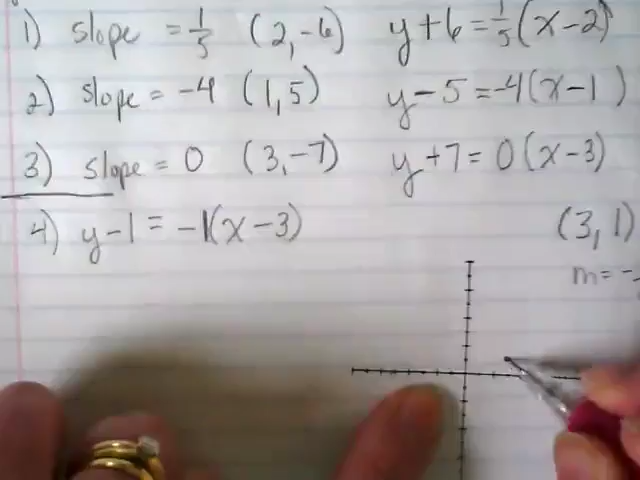 1) slope = 1/5 (2, -6) y + 6 = 1/5 (x - 2)
2) slope = -4 (1, 5) y - 5 = -4(x - 1)
3) slope = 0 (3, -7) y + 7 = 0(x - 3)
4) y - 1 = -1(x - 3) (3, 1)
m = -